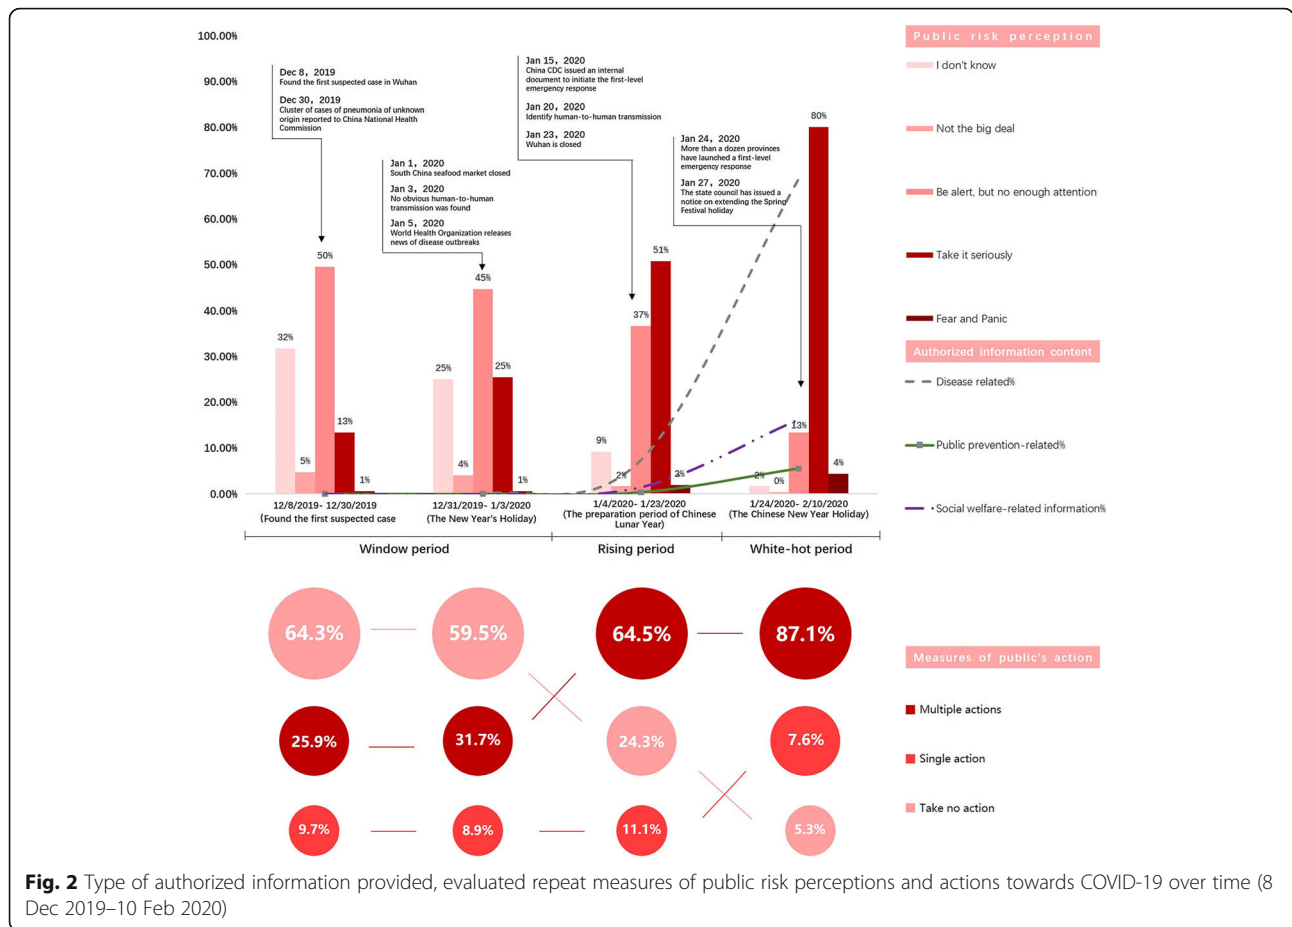 100.00%
90.00%
80.00%
70.00%
60.00%
50.00%
40.00%
30.00%
20.00%
10.00%
0.00%
Dec 8, 2019
Found the first suspected case in Wuhan
Dec 30, 2019
Cluster of cases of pneumonia of unknown
origin reported to China National Health
Commission
Jan 1, 2020
South China seafood market closed
Jan 3, 2020
No obvious human-to-human
transmission was found
Jan 5, 2020
World Health Organization releases
news of disease outbreaks
Jan 15, 2020
China CDC issued an internal
document to initiate the first-level
emergency response
Jan 20, 2020
Identify human-to-human transmission
Jan 23, 2020
Wuhan is closed
Jan 24, 2020
More than a dozen provinces
have launched a first-level
emergency response
Jan 27, 2020
The state council has issued a
notice on extending the Spring
Festival holiday
32%
5%
50%
13%
1%
25%
4%
45%
25%
1%
9%
2%
37%
51%
2%
2%
0%
13%
80%
4%
12/8/2019- 12/30/2019
(Found the first suspected case
12/31/2019- 1/3/2020
(The New Year's Holiday)
1/4/2020- 1/23/2020
(The preparation period of Chinese
Lunar Year)
1/24/2020- 2/10/2020
(The Chinese New Year Holiday)
Window period
Rising period
White-hot period
Public risk perception
I don't know
Not the big deal
Be alert, but no enough attention
Take it seriously
Fear and Panic
Authorized information content
Disease related%
Public prevention-related%
Social welfare-related information%
64.3%
59.5%
64.5%
87.1%
25.9%
31.7%
24.3%
7.6%
9.7%
8.9%
11.1%
5.3%
Measures of public's action
Multiple actions
Single action
Take no action
Fig. 2 Type of authorized information provided, evaluated repeat measures of public risk perceptions and actions towards COVID-19 over time (8
Dec 2019–10 Feb 2020)